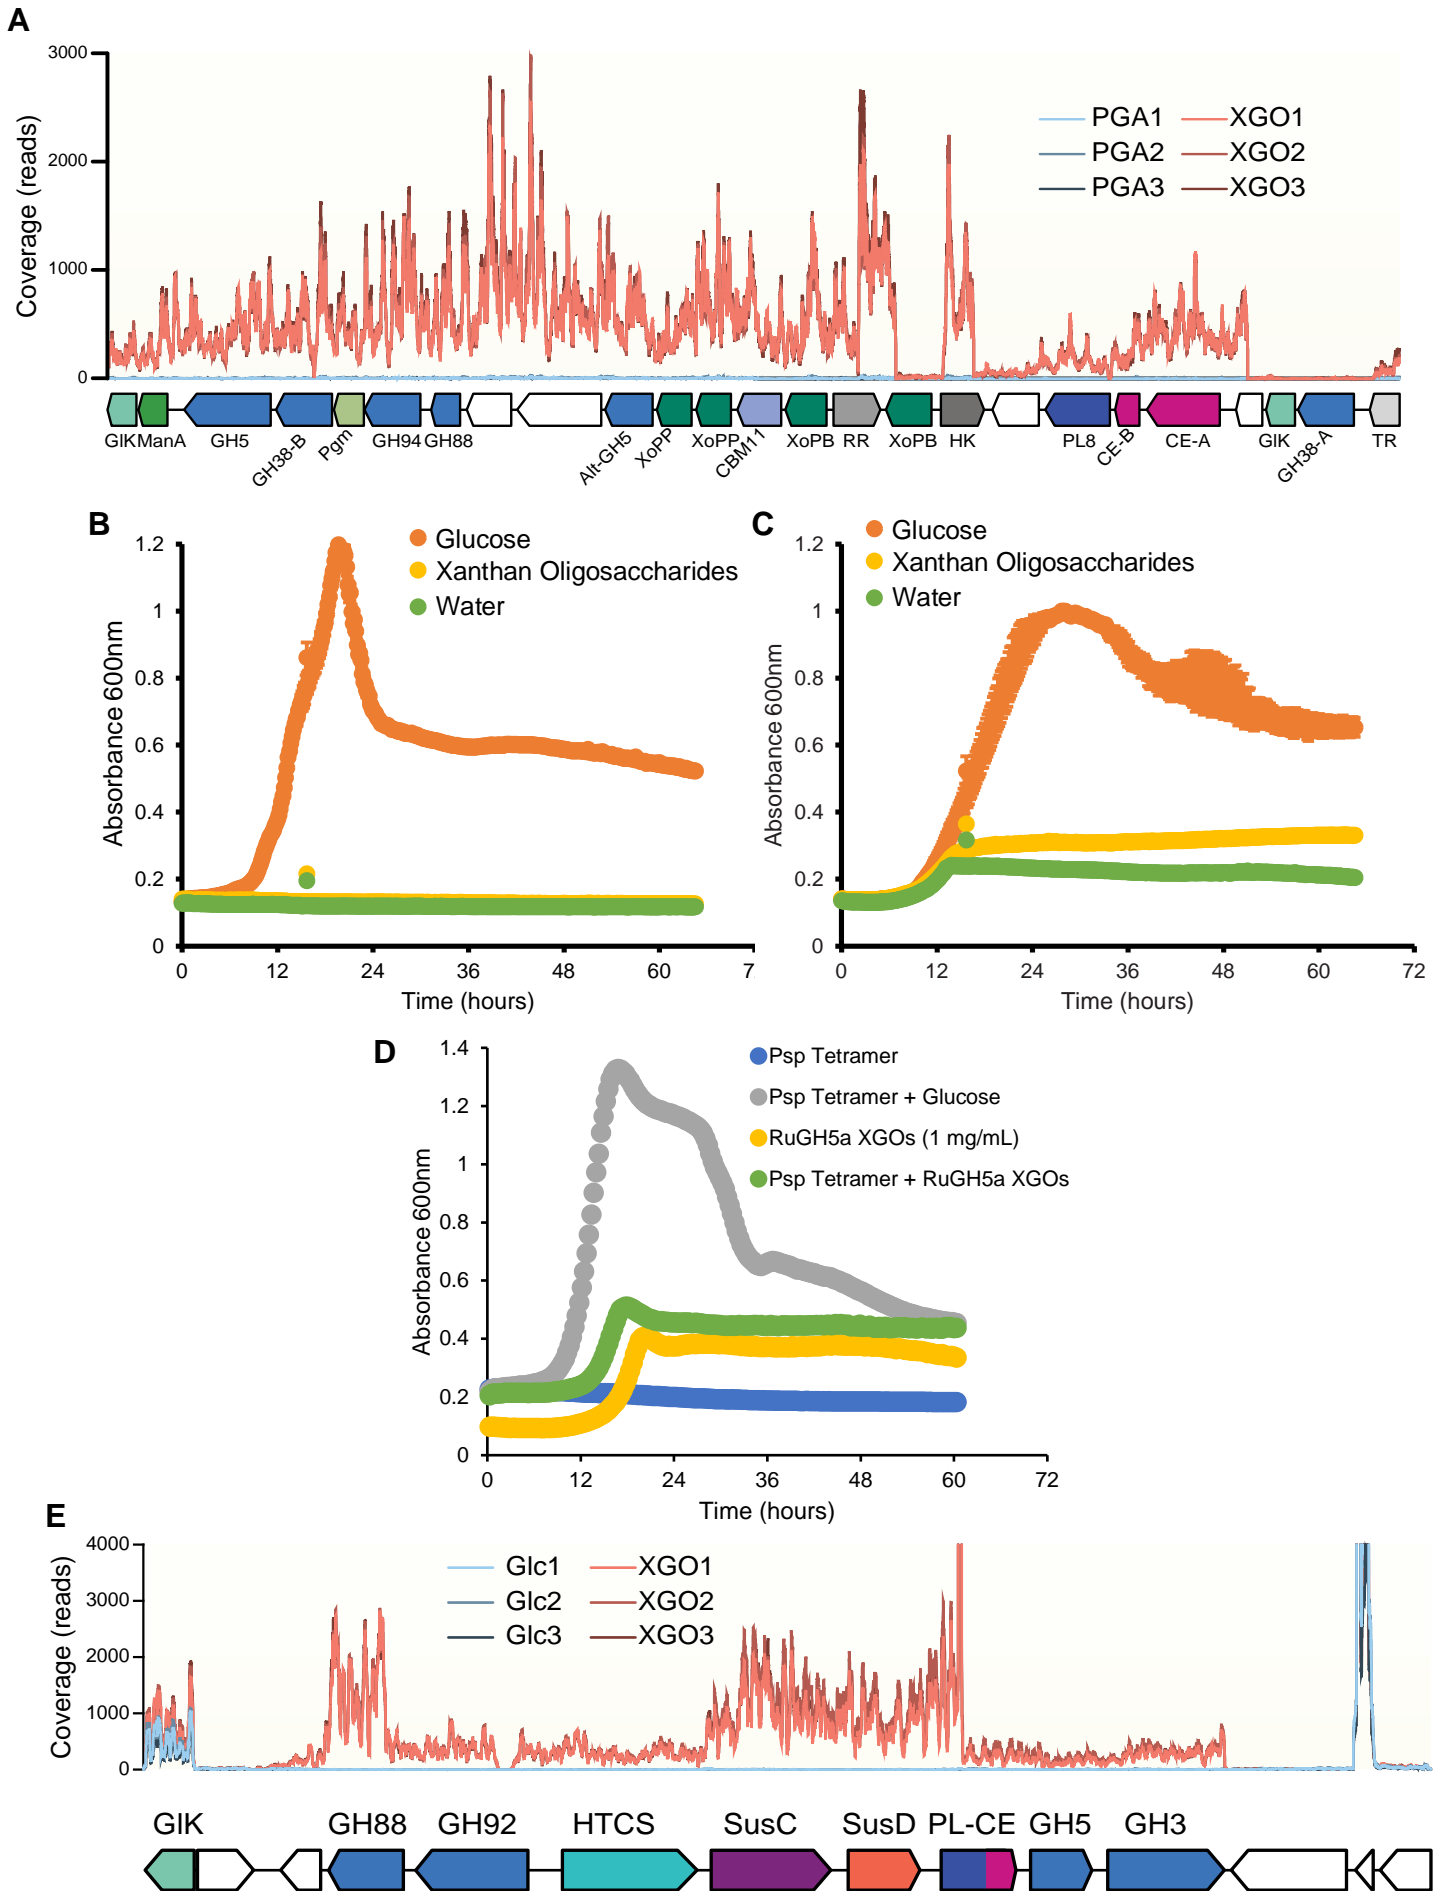 A
3000
2000
1000
0
Coverage (reads)
PGA1 XGO1
PGA2 XGO2
PGA3 XGO3
GlK ManA GH5 GH38-B Pgm GH94 GH88 Alt-GH5 XoPP XoPP CBM11 XoPB RR XoPB HK PL8 CE-B CE-A GlK GH38-A TR
B
Glucose
Xanthan Oligosaccharides
Water
1.2
1
0.8
0.6
0.4
0.2
0
Absorbance 600nm
0 12 24 36 48 60 7
Time (hours)
C
Glucose
Xanthan Oligosaccharides
Water
1.2
1
0.8
0.6
0.4
0.2
0
Absorbance 600nm
0 12 24 36 48 60 72
Time (hours)
D
Psp Tetramer
Psp Tetramer + Glucose
RuGH5a XGOs (1 mg/mL)
Psp Tetramer + RuGH5a XGOs
1.4
1.2
1
0.8
0.6
0.4
0.2
0
Absorbance 600nm
0 12 24 36 48 60 72
Time (hours)
E
4000
3000
2000
1000
0
Coverage (reads)
Glc1 XGO1
Glc2 XGO2
Glc3 XGO3
GlK GH88 GH92 HTCS SusC SusD PL-CE GH5 GH3